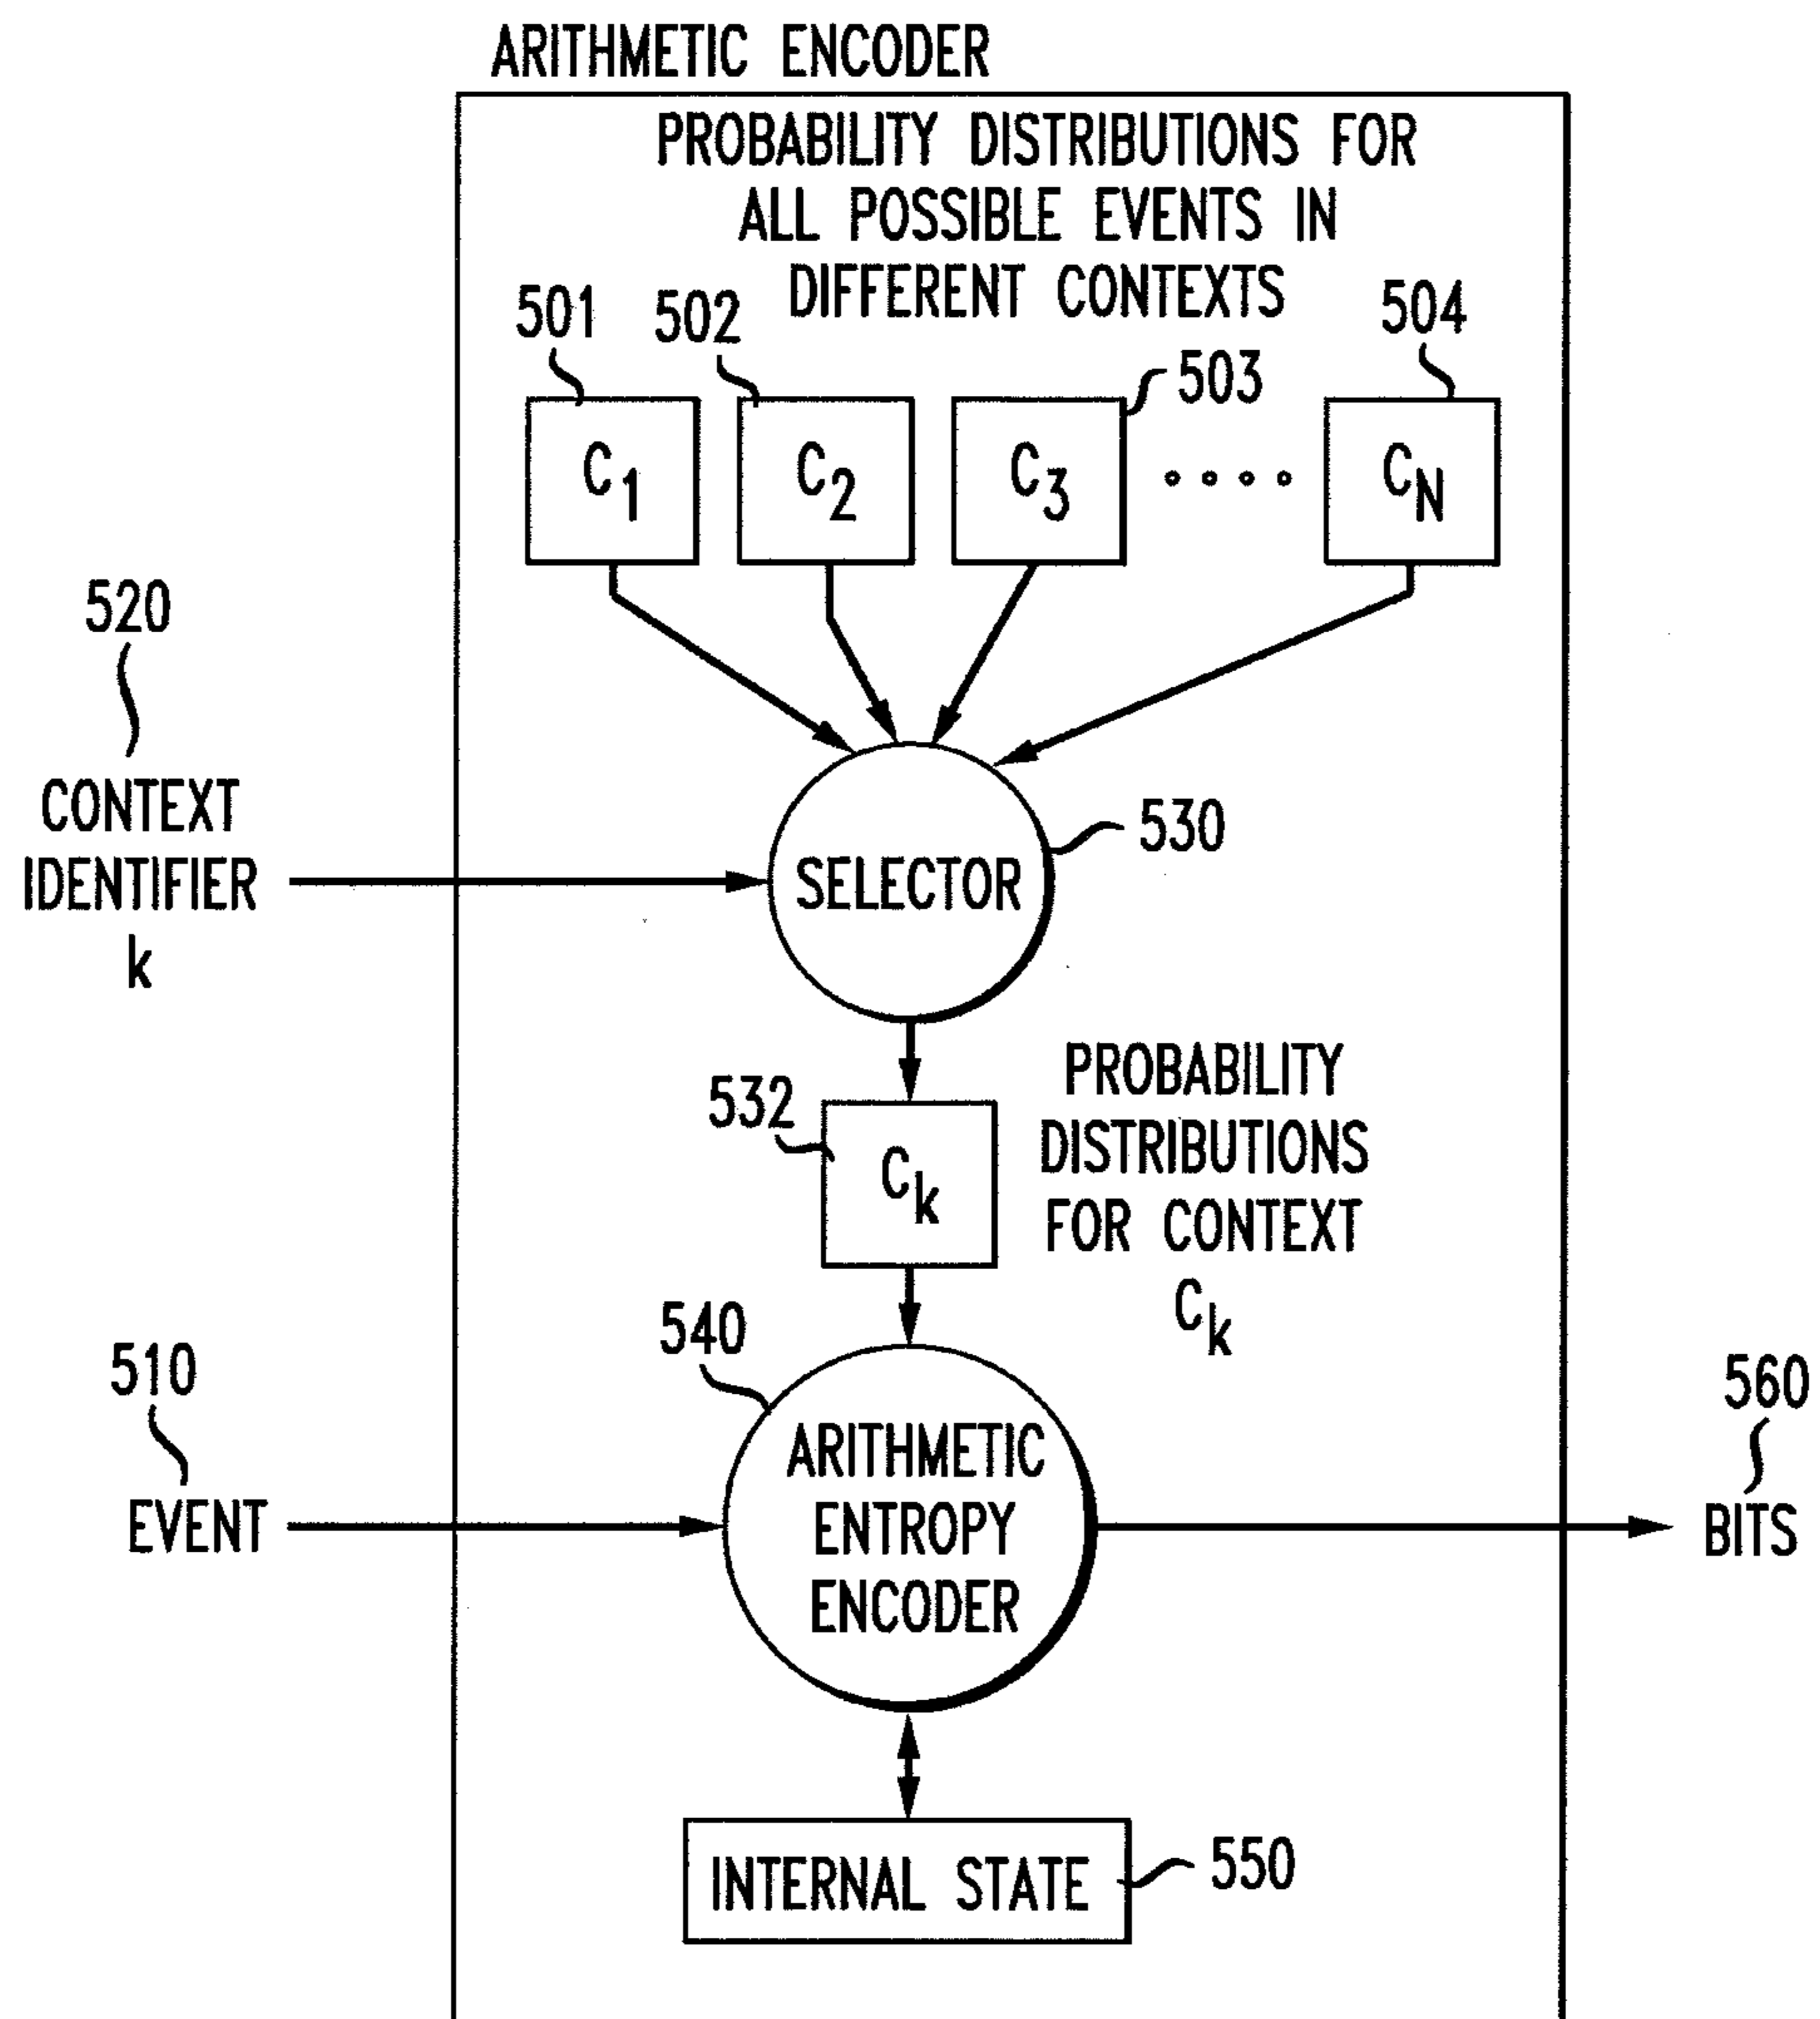 ARITHMETIC ENCODER
PROBABILITY DISTRIBUTIONS FOR
ALL POSSIBLE EVENTS IN
DIFFERENT CONTEXTS
501
502
503
504
C1
C2
C3
CN
520
CONTEXT
IDENTIFIER
k
530
SELECTOR
532
Ck
PROBABILITY
DISTRIBUTIONS
FOR CONTEXT
Ck
540
510
EVENT
ARITHMETIC
ENTROPY
ENCODER
560
BITS
INTERNAL STATE
550